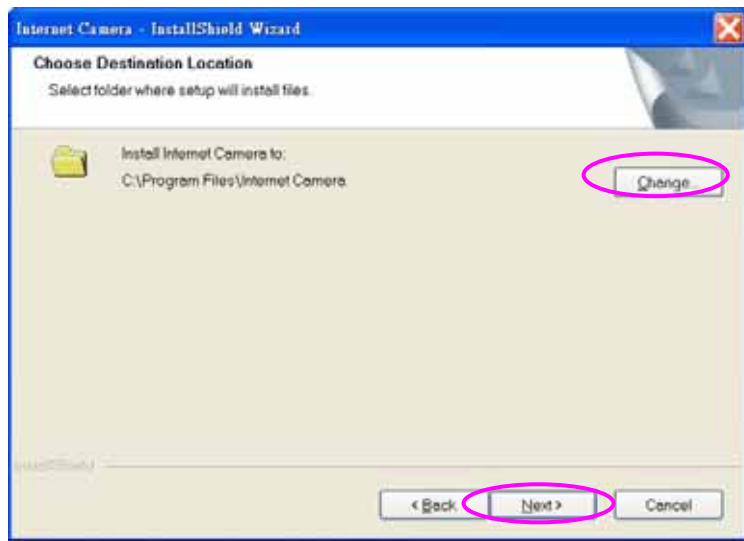 Internet Camera - InstallShield Wizard
Choose Destination Location
Select folder where setup will install files.
Install Internet Camera to:
C:\Program Files\Internet Camera
Change...
InstallShield
< Back
Next >
Cancel